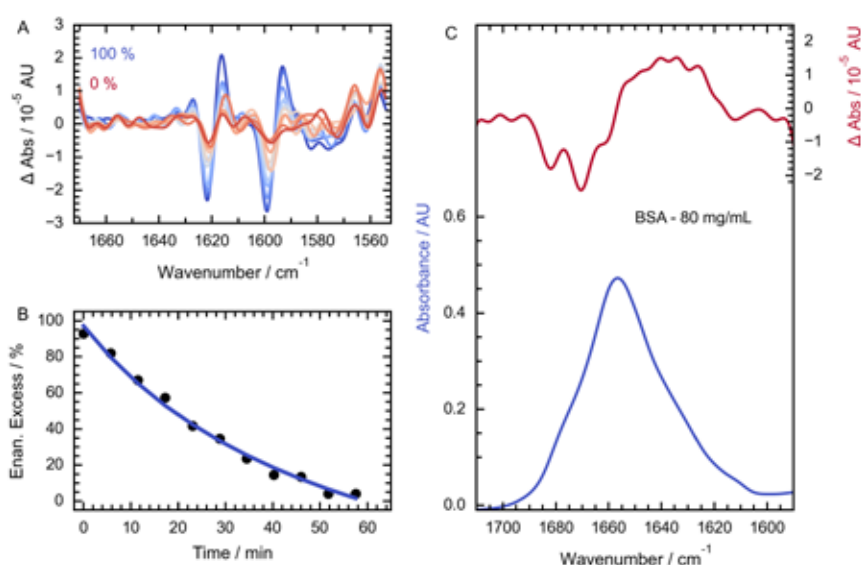 A
3
2
1
0
−1
−2
−3
Δ Abs / 10⁻⁵ AU
100 %
0 %
1660 1640 1620 1600 1580 1560
Wavenumber / cm⁻¹
B
100
80
60
40
20
0
Enan. Excess / %
0 10 20 30 40 50 60
Time / min
C
2
1
0
−1
−2
Δ Abs / 10⁻⁵ AU
BSA - 80 mg/mL
0.6
0.4
0.2
0.0
Absorbance / AU
1700 1680 1660 1640 1620 1600
Wavenumber / cm⁻¹